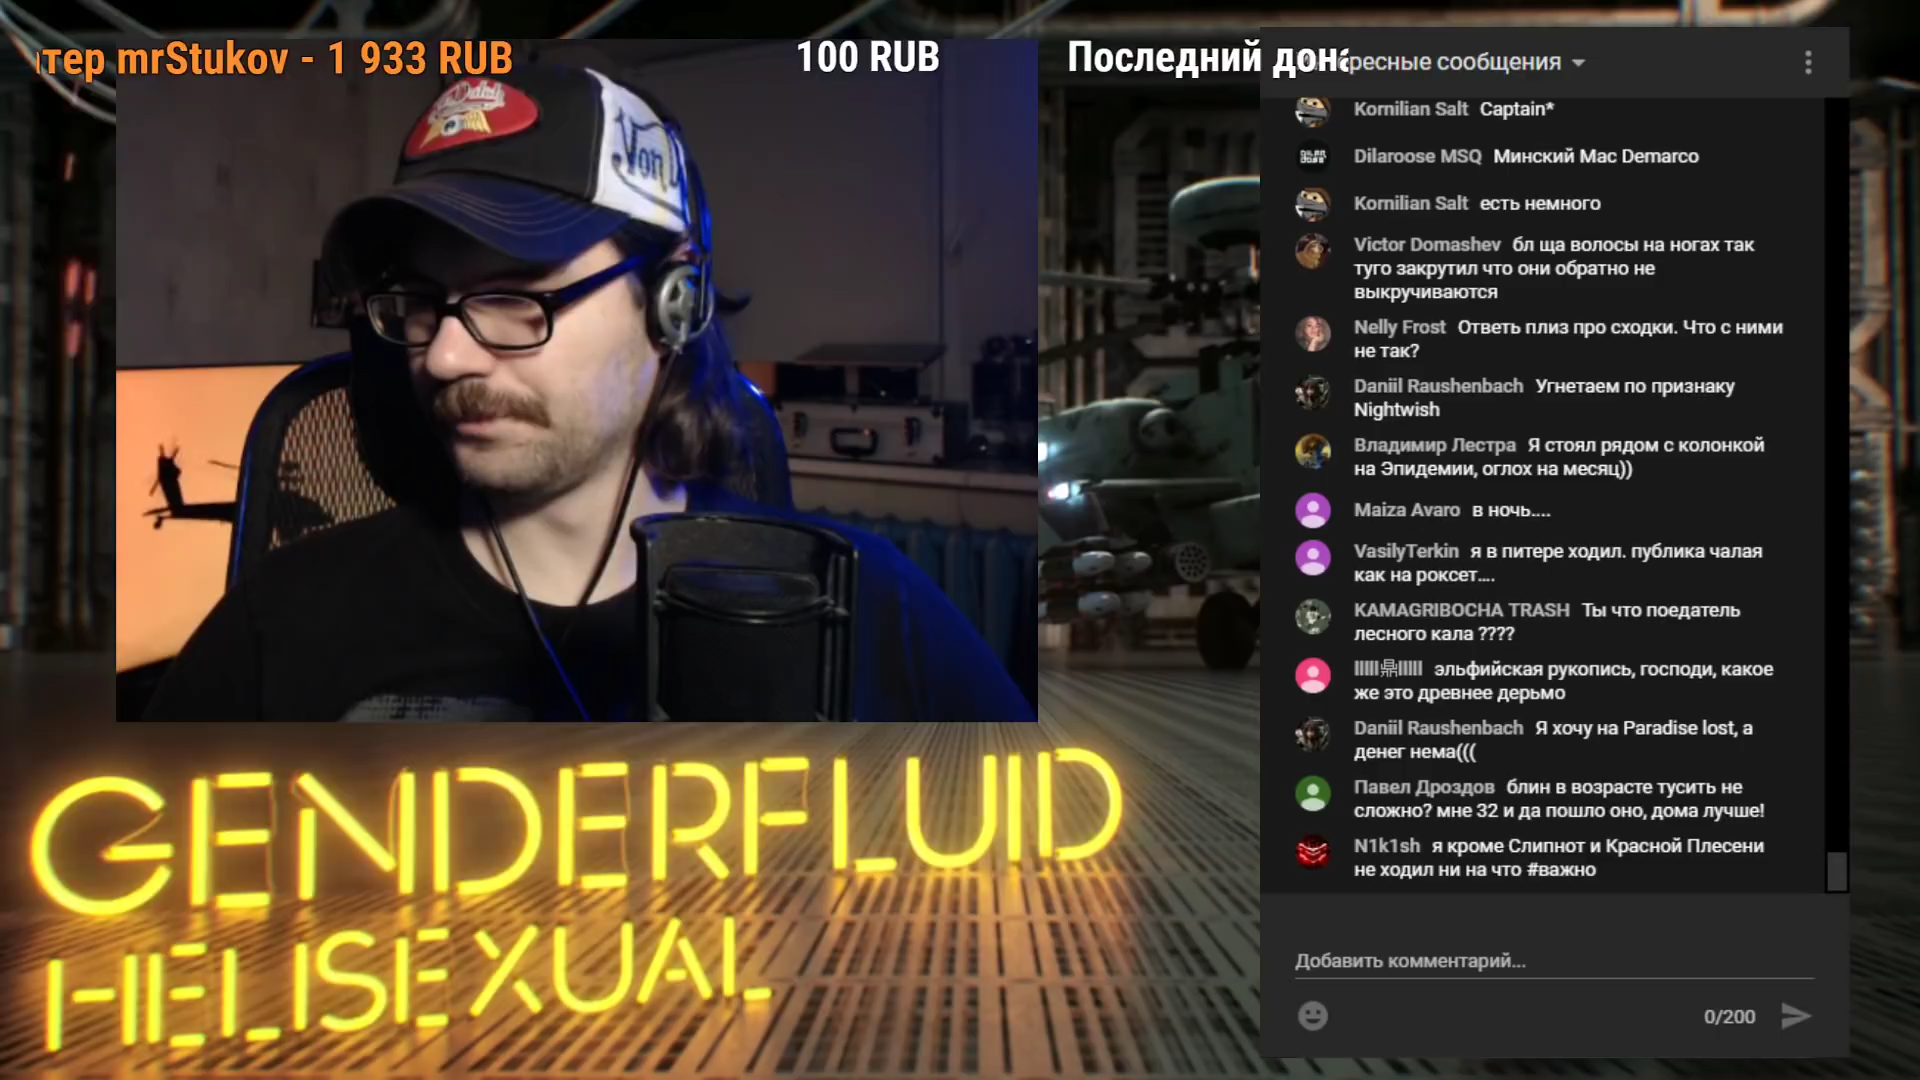 тер mrStukov - 1 933 RUB
100 RUB
Последний дона
ресные сообщения
Kornilian Salt Captain*
Dilaroose MSQ Минский Mac Demarco
Kornilian Salt есть немного
Victor Domashev бл ща волосы на ногах так
туго закрутил что они обратно не
выкручиваются
Nelly Frost Ответь плиз про сходки. Что с ними
не так?
Daniil Raushenbach Угнетаем по признаку
Nightwish
Владимир Лестра Я стоял рядом с колонкой
на Эпидемии, оглох на месяц))
Maiza Avaro в ночь....
VasilyTerkin я в питере ходил. публика чалая
как на роксет....
KAMAGRIBOCHA TRASH Ты что поедатель
лесного кала ????
эльфийская рукопись, господи, какое
же это древнее дерьмо
Daniil Raushenbach Я хочу на Paradise lost, а
денег нема(((
Павел Дроздов блин в возрасте тусить не
сложно? мне 32 и да пошло оно, дома лучше!
N1k1sh я кроме Слипнот и Красной Плесени
не ходил ни на что #важно
Добавить комментарий...
0/200
Von
GENDERFLUID
HELISEXUAL